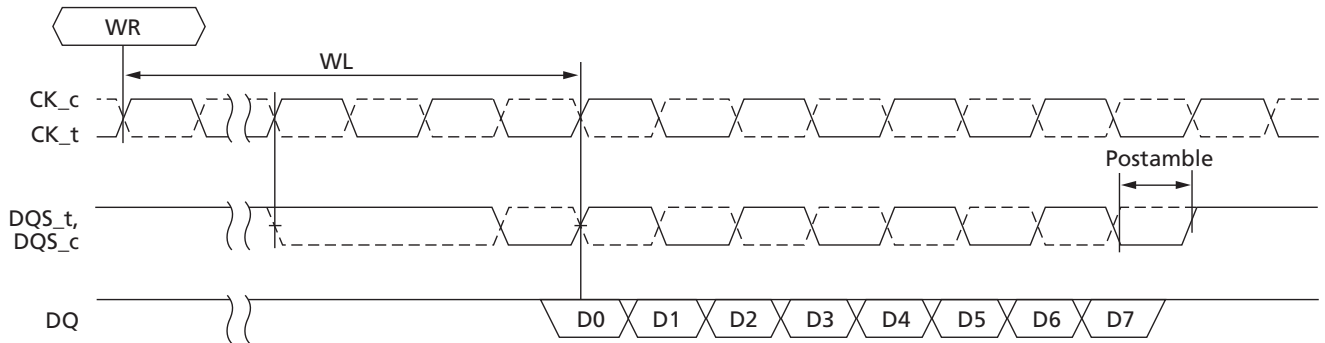 WR
WL
CK_c
CK_t
Postamble
DQS_t,
DQS_c
DQ
D0 D1 D2 D3 D4 D5 D6 D7